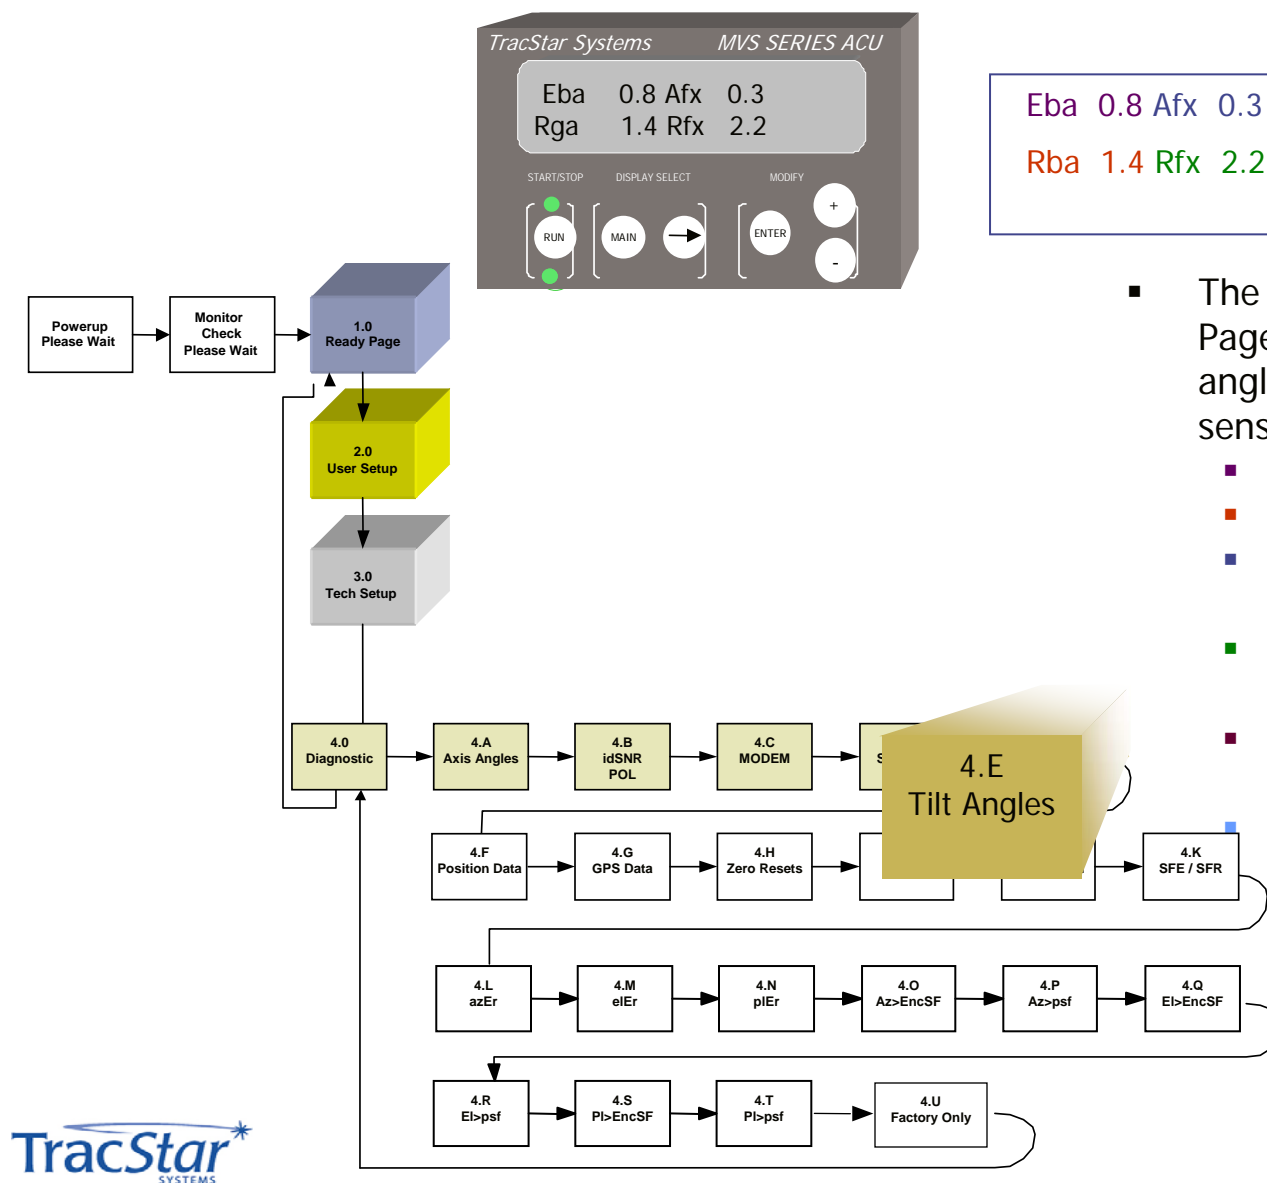 TracStar Systems MVS SERIES ACU
Eba 0.8 Afx 0.3
Rga 1.4 Rfx 2.2
START/STOP DISPLAY SELECT MODIFY
RUN MAIN ENTER + -
Eba 0.8 Afx 0.3
Rba 1.4 Rfx 2.2
The
Page
angl
sens
Powerup
Please Wait
Monitor
Check
Please Wait
1.0
Ready Page
2.0
User Setup
3.0
Tech Setup
4.0
Diagnostic
4.A
Axis Angles
4.B
idSNR
POL
4.C
MODEM
S
4.E
Tilt Angles
4.F
Position Data
4.G
GPS Data
4.H
Zero Resets
4.K
SFE / SFR
4.L
azEr
4.M
elEr
4.N
plEr
4.O
Az>EncSF
4.P
Az>psf
4.Q
El>EncSF
4.R
El>psf
4.S
Pl>EncSF
4.T
Pl>psf
4.U
Factory Only
TracStar
SYSTEMS